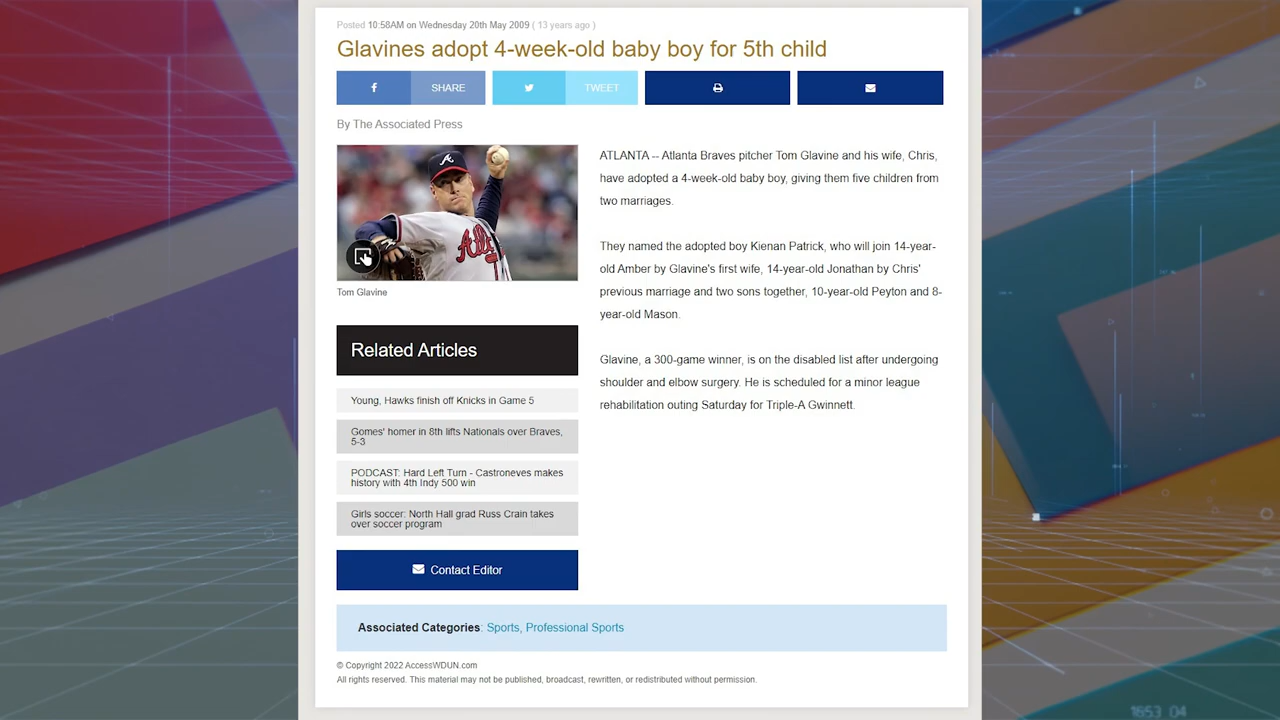 Posted 10:58AM on Wednesday 20th May 2009 ( 13 years ago )
Glavines adopt 4-week-old baby boy for 5th child
SHARE
TWEET
By The Associated Press
Tom Glavine
ATLANTA -- Atlanta Braves pitcher Tom Glavine and his wife, Chris,
have adopted a 4-week-old baby boy, giving them five children from
two marriages.
They named the adopted boy Kienan Patrick, who will join 14-year-
old Amber by Glavine's first wife, 14-year-old Jonathan by Chris'
previous marriage and two sons together, 10-year-old Peyton and 8-
year-old Mason.
Glavine, a 300-game winner, is on the disabled list after undergoing
shoulder and elbow surgery. He is scheduled for a minor league
rehabilitation outing Saturday for Triple-A Gwinnett.
Related Articles
Young, Hawks finish off Knicks in Game 5
Gomes' homer in 8th lifts Nationals over Braves,
5-3
PODCAST: Hard Left Turn - Castroneves makes
history with 4th Indy 500 win
Girls soccer: North Hall grad Russ Crain takes
over soccer program
Contact Editor
Associated Categories: Sports, Professional Sports
© Copyright 2022 AccessWDUN.com
All rights reserved. This material may not be published, broadcast, rewritten, or redistributed without permission.
1853 04